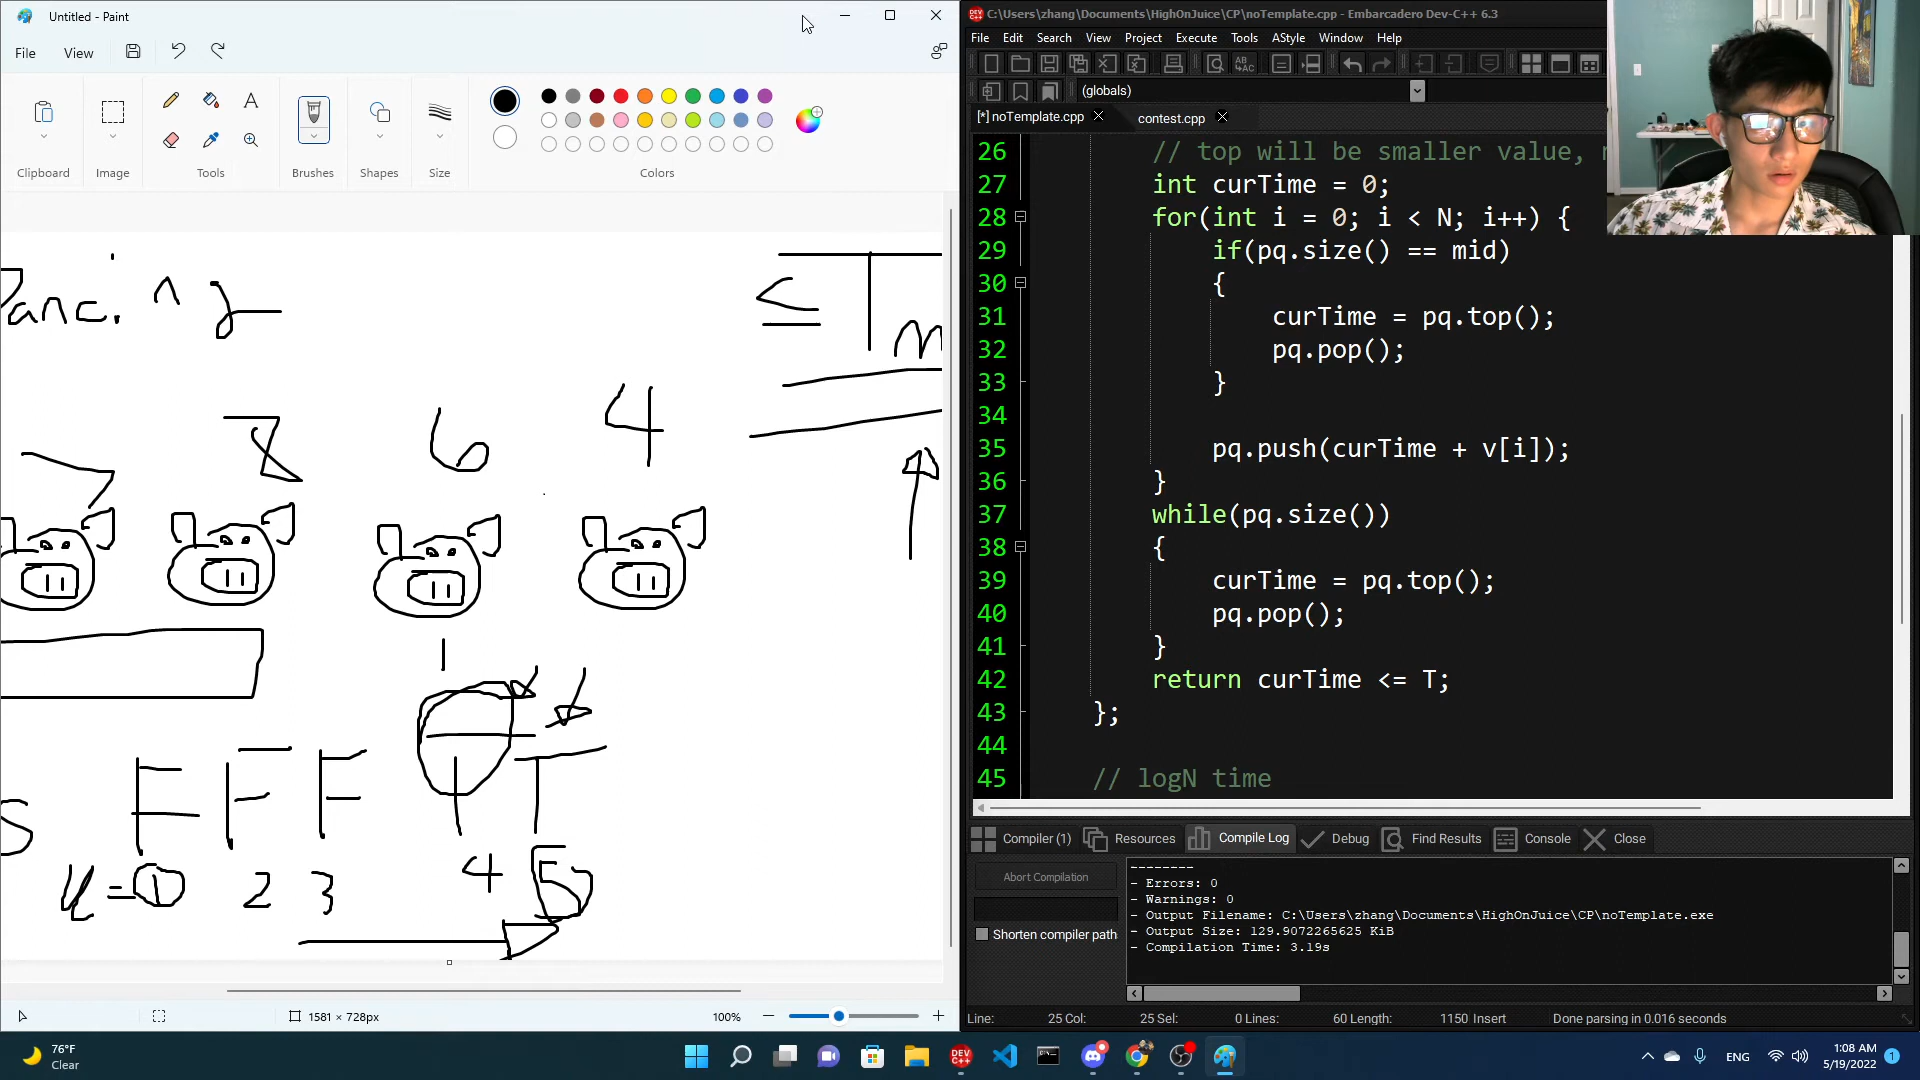 Untitled - Paint
File
View
Clipboard
Image
Tools
Brushes
Shapes
Size
Colors
≤ T
7
8
6
4
1
F F F T T
K = 1 2 3 4 5
1581 × 728px
100%
C:\Users\zhang\Documents\HighOnJuice\CP\noTemplate.cpp - Embarcadero Dev-C++ 6.3
File Edit Search View Project Execute Tools AStyle Window Help
(globals)
[*] noTemplate.cpp
contest.cpp
26 // top will be smaller value,
27 int curTime = 0;
28 for(int i = 0; i < N; i++) {
29 if(pq.size() == mid)
30 {
31 curTime = pq.top();
32 pq.pop();
33 }
34
35 pq.push(curTime + v[i]);
36 }
37 while(pq.size())
38 {
39 curTime = pq.top();
40 pq.pop();
41 }
42 return curTime <= T;
43 };
44
45 // logN time
Compiler (1)
Resources
Compile Log
Debug
Find Results
Console
Close
Abort Compilation
Shorten compiler path
--------
- Errors: 0
- Warnings: 0
- Output Filename: C:\Users\zhang\Documents\HighOnJuice\CP\noTemplate.exe
- Output Size: 129.9072265625 KiB
- Compilation Time: 3.19s
Line: 25 Col: 25 Sel: 0 Lines: 60 Length: 1150 Insert Done parsing in 0.016 seconds
76°F
Clear
ENG
1:08 AM
5/19/2022
1